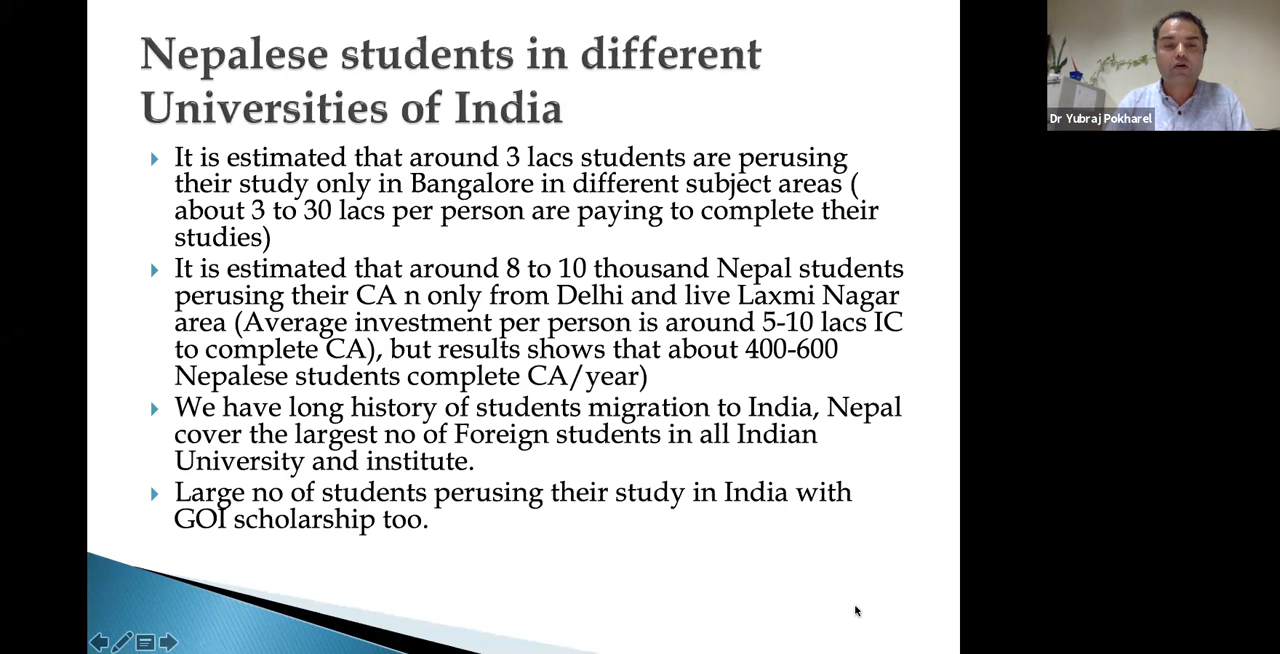 Nepalese students in different
Universities of India
It is estimated that around 3 lacs students are perusing
their study only in Bangalore in different subject areas (
about 3 to 30 lacs per person are paying to complete their
studies)
It is estimated that around 8 to 10 thousand Nepal students
perusing their CA n only from Delhi and live Laxmi Nagar
area (Average investment per person is around 5-10 lacs IC
to complete CA), but results shows that about 400-600
Nepalese students complete CA/year)
We have long history of students migration to India, Nepal
cover the largest no of Foreign students in all Indian
University and institute.
Large no of students perusing their study in India with
GOI scholarship too.
Dr Yubraj Pokharel